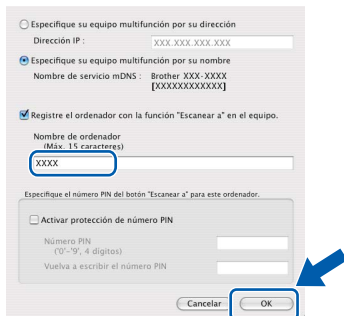 Especifique su equipo multifunción por su dirección
Dirección IP : XXX.XXX.XXX.XXX
Especifique su equipo multifunción por su nombre
Nombre de servicio mDNS : Brother XXX-XXXX
[XXXXXXXXXXXX]
Registre el ordenador con la función "Escanear a" en el equipo.
Nombre de ordenador
(Máx. 15 caracteres)
XXXX
Especifique el número PIN del botón "Escanear a" para este ordenador.
Activar protección de número PIN
Número PIN
('0'-'9', 4 dígitos)
Vuelva a escribir el número PIN
Cancelar OK